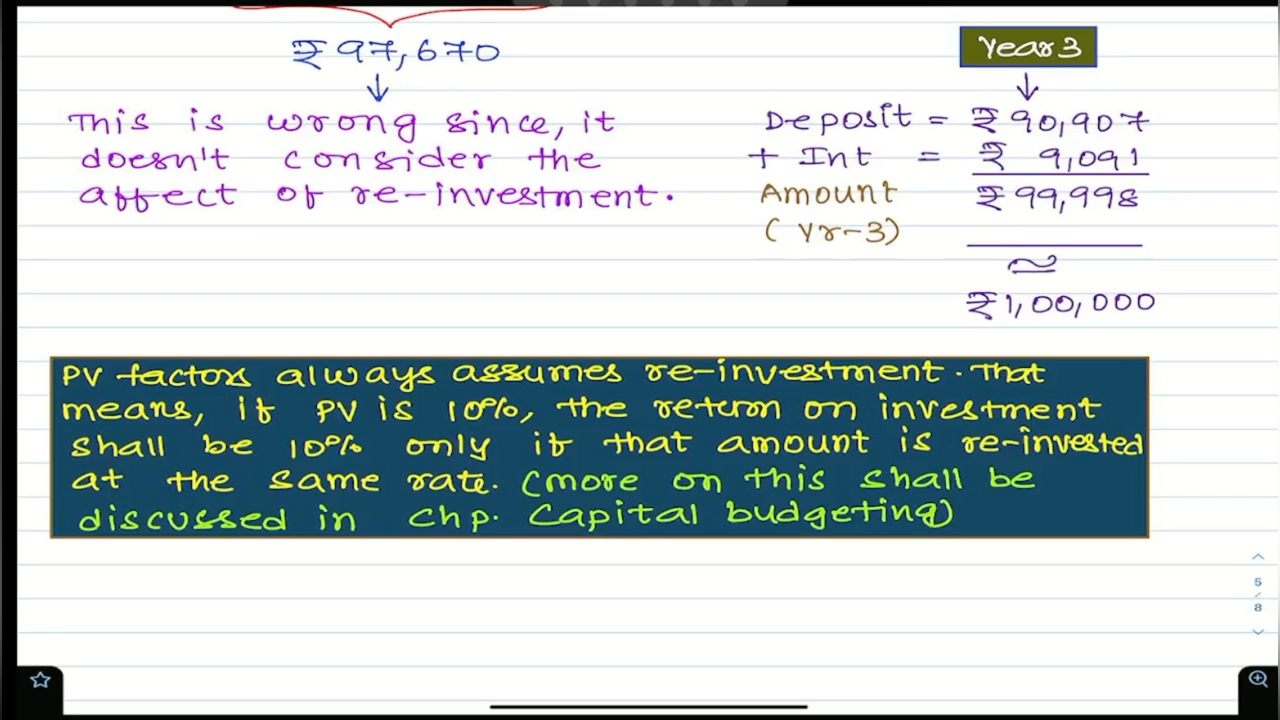 ₹97,670
↓
This is wrong since, it
doesn't consider the
affect of re-investment.
Year 3
↓
Deposit = ₹90,907
+ Int = ₹ 9,091
Amount ₹99,998
(Yr-3)
≃
₹1,00,000
PV factors always assumes re-investment. That
means, if PV is 10%, the return on investment
shall be 10% only if that amount is re-invested
at the same rate. (more on this shall be
discussed in Chp. Capital budgeting)
5
/
8